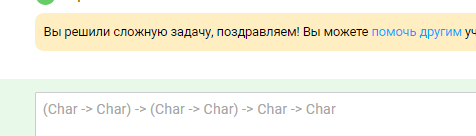 Вы решили сложную задачу, поздравляем! Вы можете помочь другим
(Char -> Char) -> (Char -> Char) -> Char -> Char